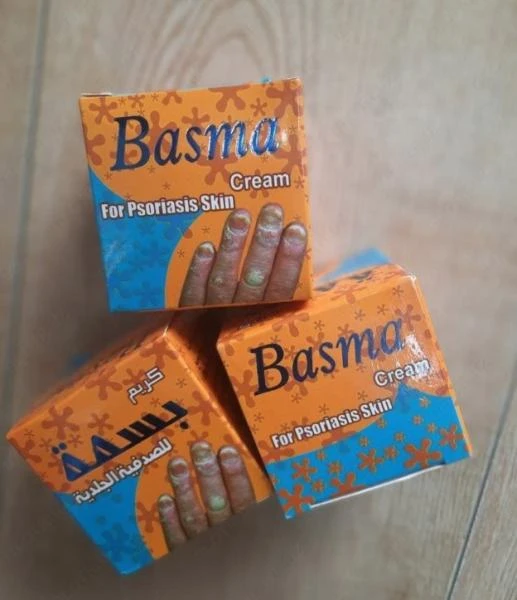 Basma
Cream
For Psoriasis Skin
كريم
بسمة
للصدفية الجلدية
Basma
Cream
For Psoriasis Skin